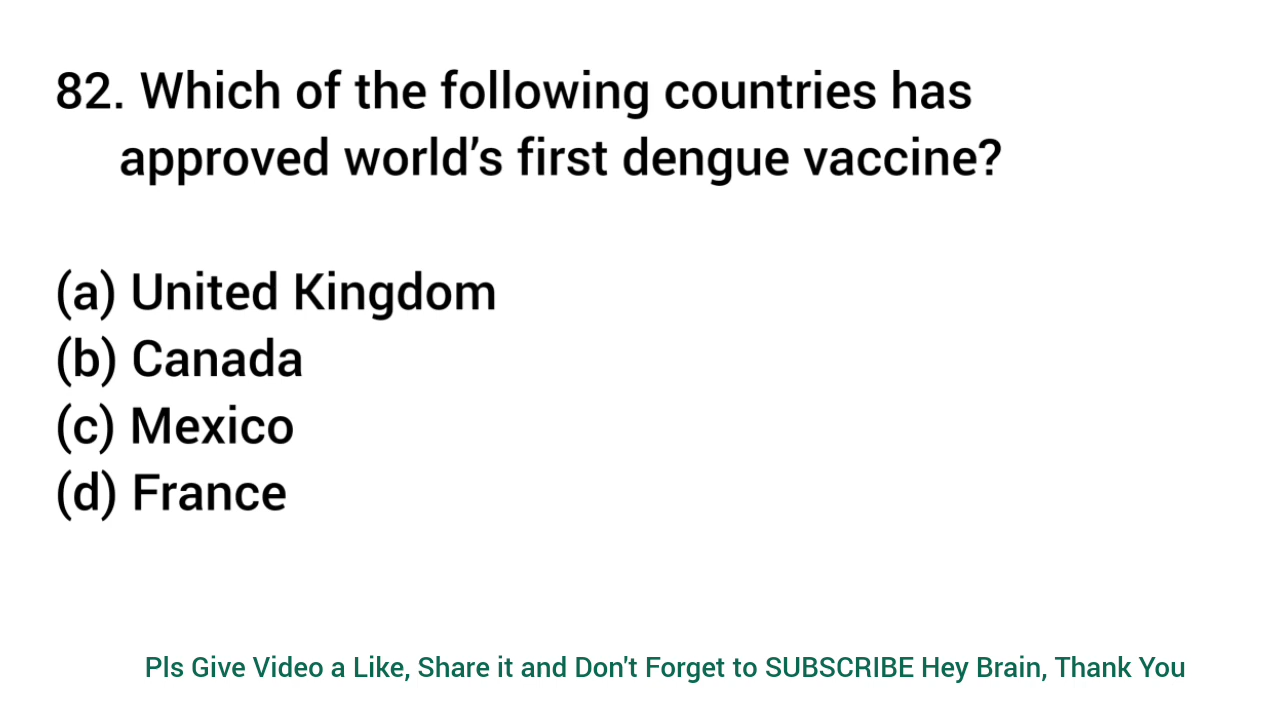 82. Which of the following countries has
approved world's first dengue vaccine?
(a) United Kingdom
(b) Canada
(c) Mexico
(d) France
Pls Give Video a Like, Share it and Don't Forget to SUBSCRIBE Hey Brain, Thank You